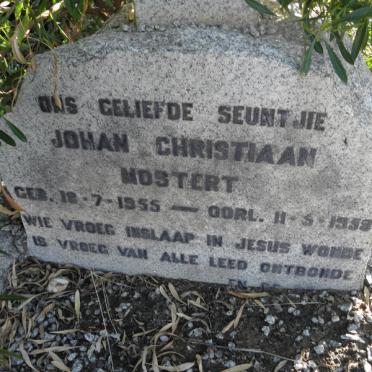 ONS GELIEFDE SEUNTJIE
JOHAN CHRISTIAAN
MOSTERT
GEB. 19-7-1955 — OORL. 11-5-1959
WIE VROEG INSLAAP IN JESUS WONDE
IS VROEG VAN ALLE LEED ONTBONDE